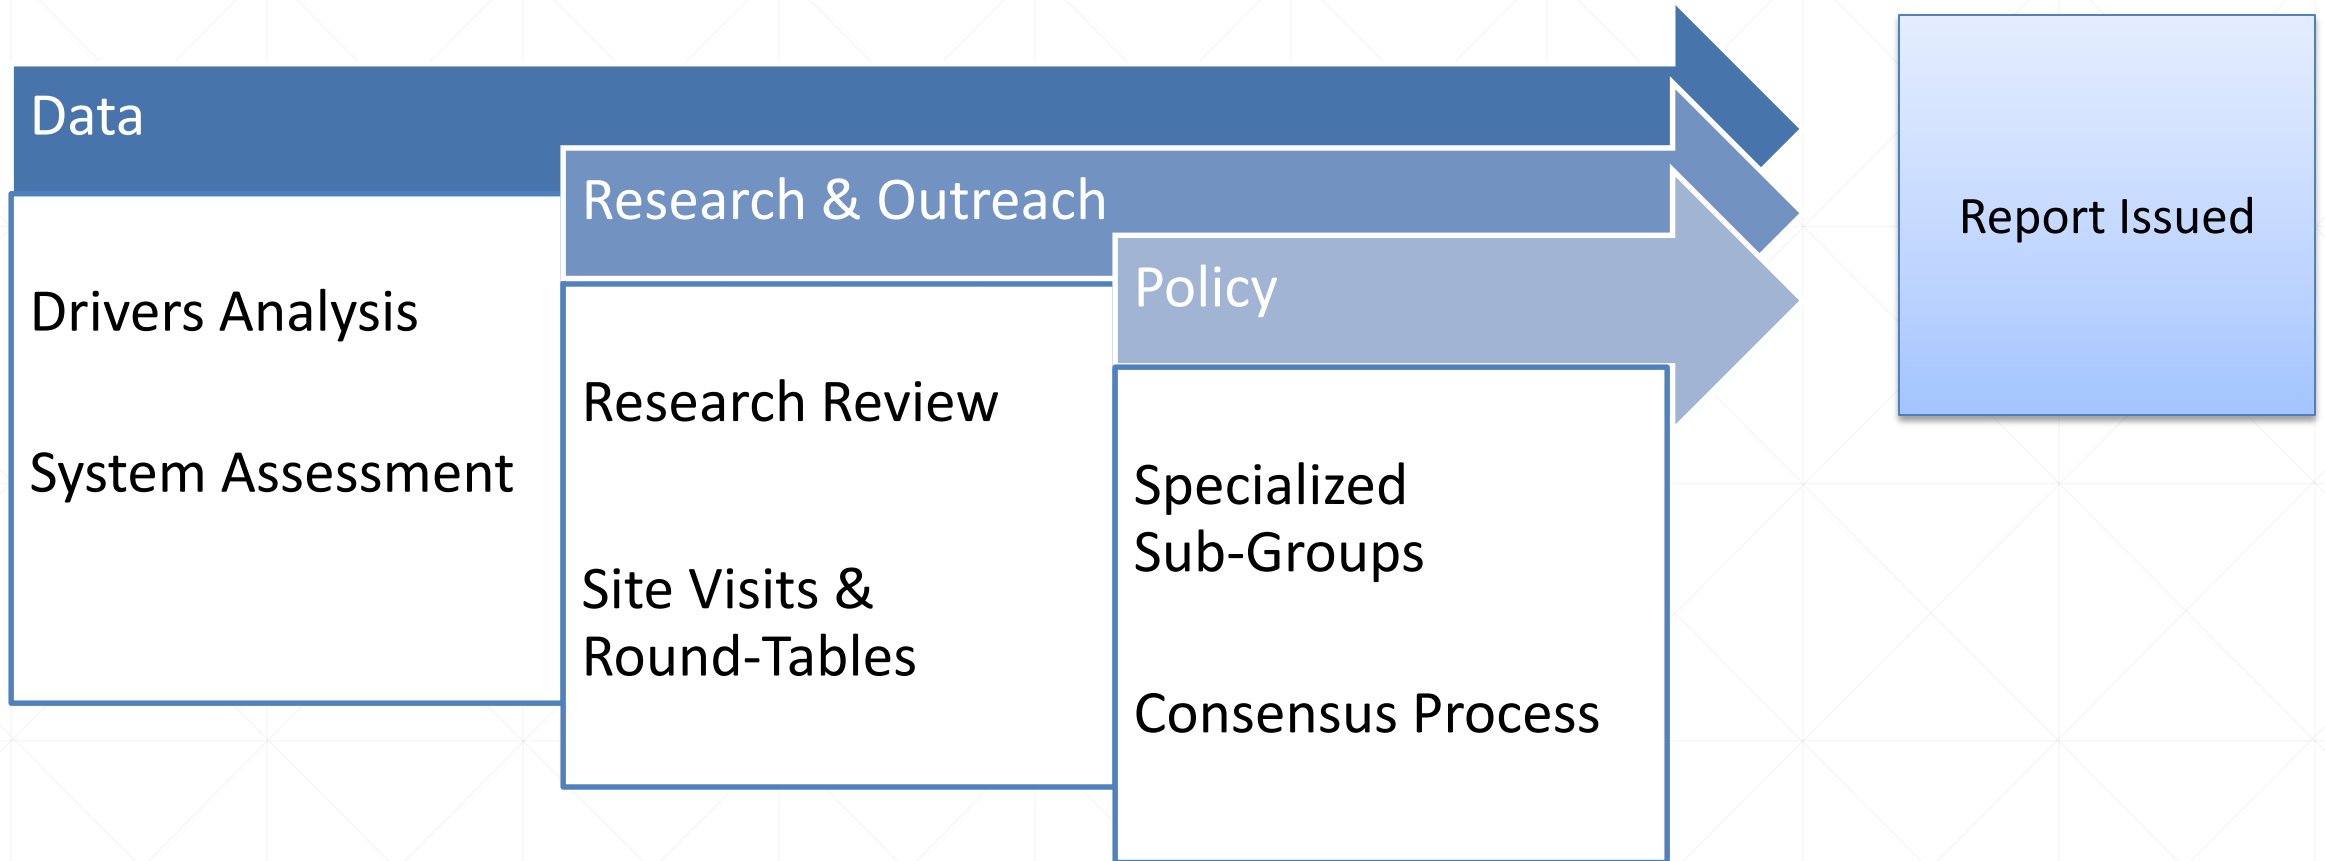 Data
Drivers Analysis
System Assessment
Research & Outreach
Research Review
Site Visits &
Round-Tables
Policy
Specialized
Sub-Groups
Consensus Process
Report Issued